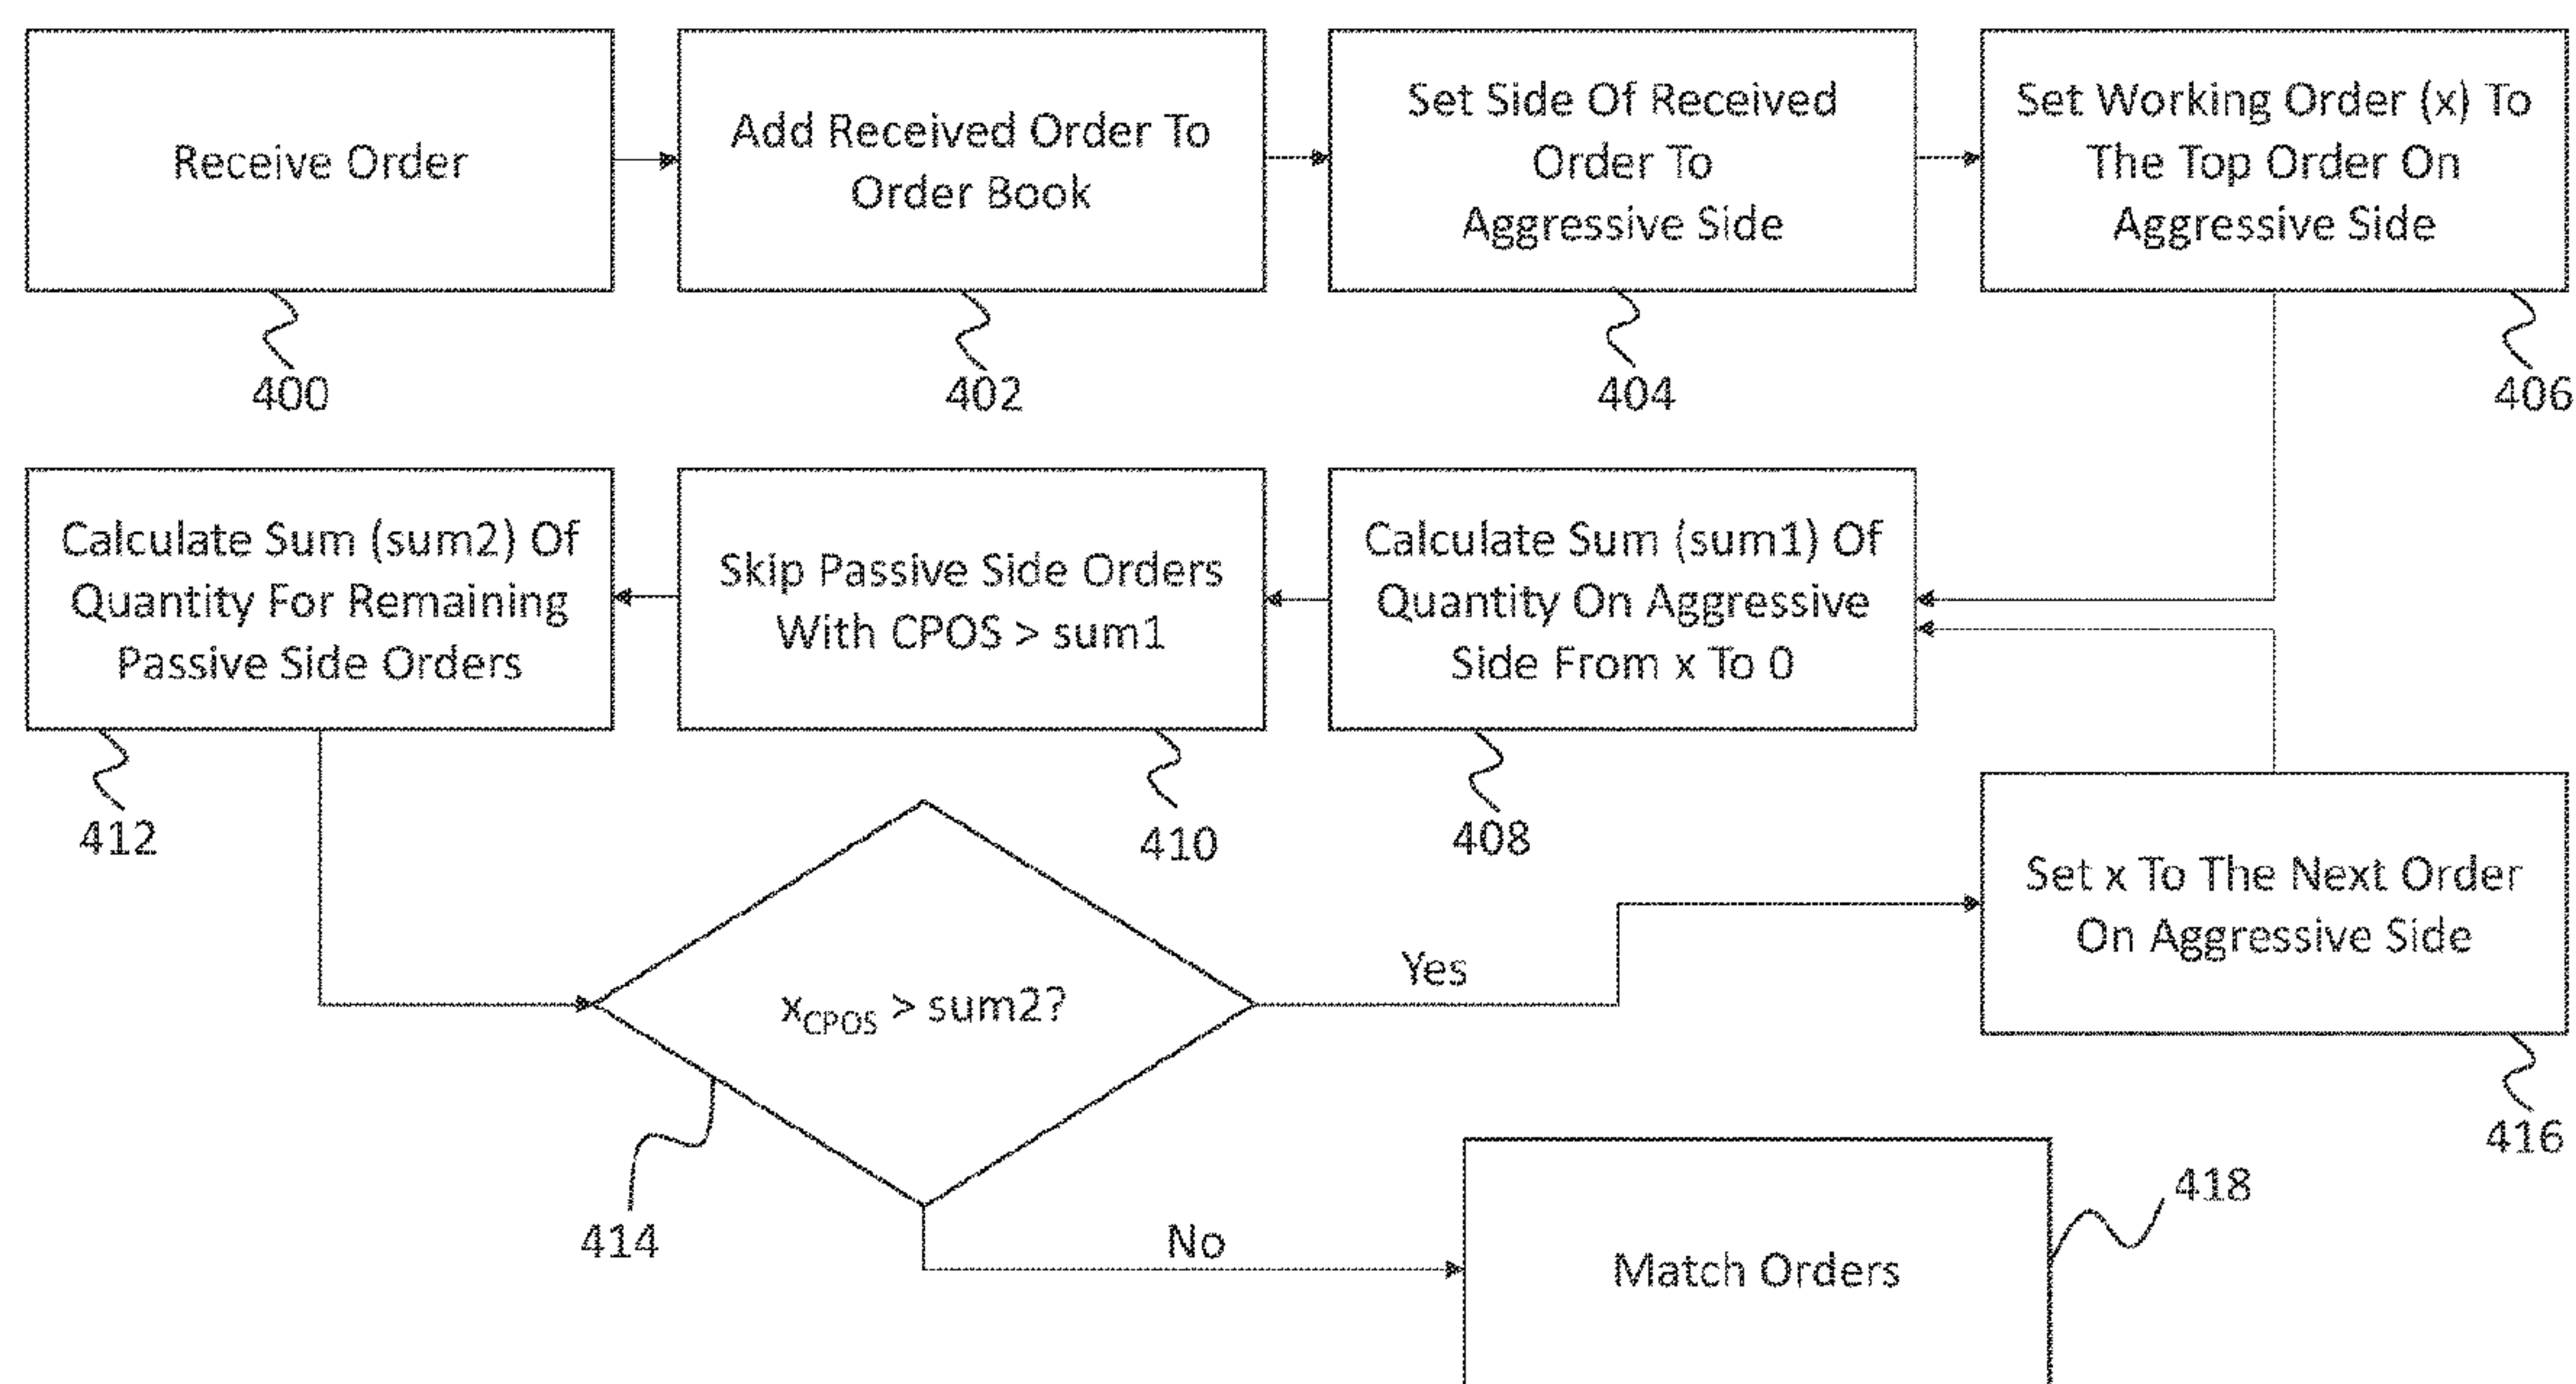 Receive Order
400
Add Received Order To
Order Book
402
Set Side Of Received
Order To
Aggressive Side
404
Set Working Order (x) To
The Top Order On
Aggressive Side
406
Calculate Sum (sum1) Of
Quantity On Aggressive
Side From x To 0
408
Skip Passive Side Orders
With CPOS > sum1
410
Calculate Sum (sum2) Of
Quantity For Remaining
Passive Side Orders
412
xCPOS > sum2?
414
Yes
Set x To The Next Order
On Aggressive Side
416
No
Match Orders
418